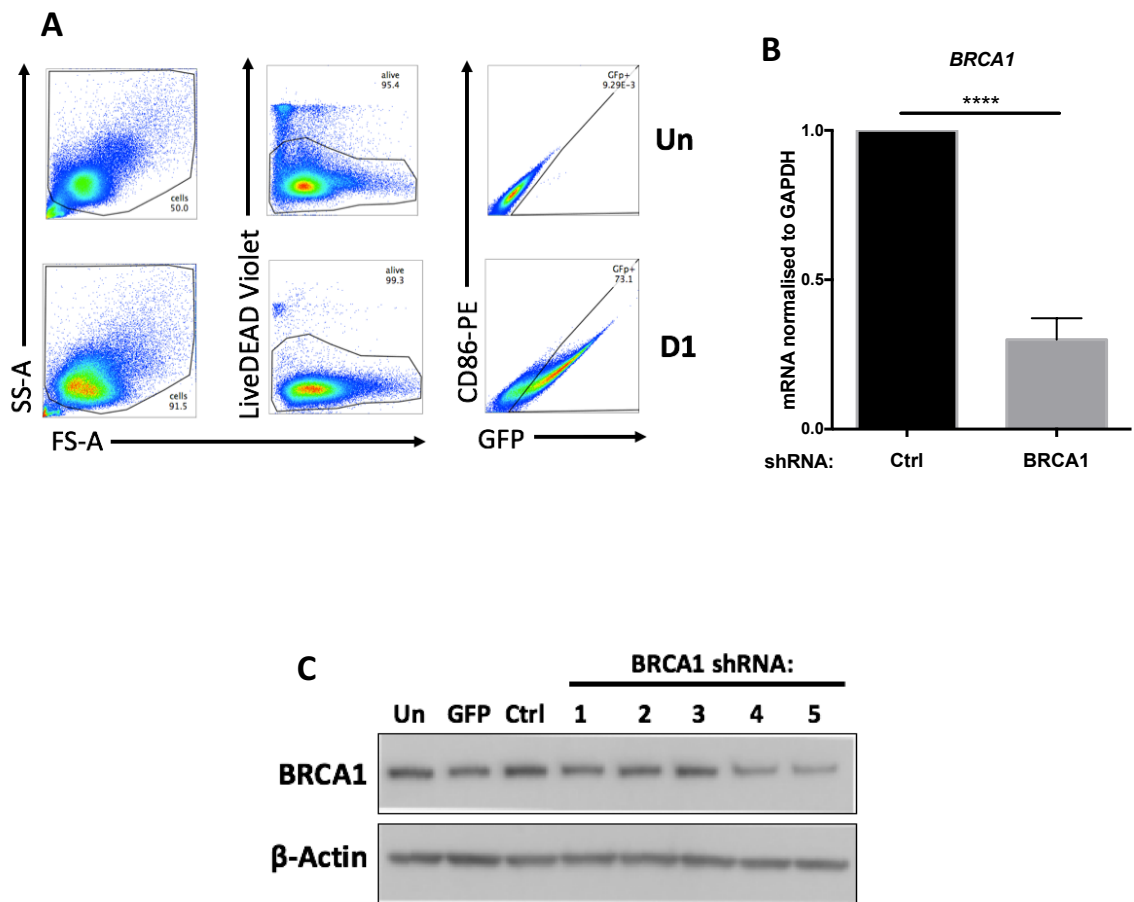 A
SS-A
FS-A
cells
50.0
cells
91.5
LiveDEAD Violet
alive
95.4
alive
99.3
CD86-PE
GFP
GFp+
9.29E-3
GFp+
73.1
Un
D1
B
BRCA1
****
mRNA normalised to GAPDH
1.0
0.5
0.0
shRNA: Ctrl BRCA1
C
BRCA1 shRNA:
Un GFP Ctrl 1 2 3 4 5
BRCA1
β-Actin